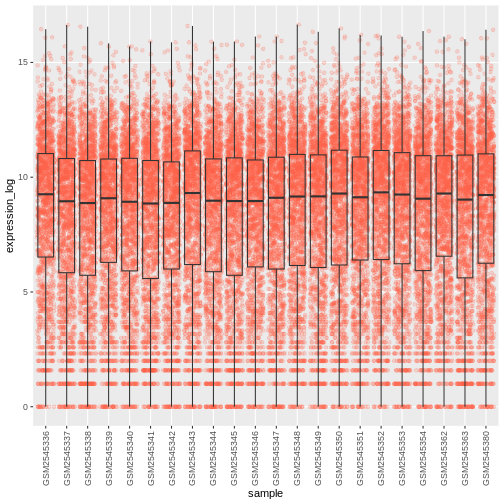 15
10
5
0
expression_log
GSM2545336
GSM2545337
GSM2545338
GSM2545339
GSM2545340
GSM2545341
GSM2545342
GSM2545343
GSM2545344
GSM2545345
GSM2545346
GSM2545347
GSM2545348
GSM2545349
GSM2545350
GSM2545351
GSM2545352
GSM2545353
GSM2545354
GSM2545362
GSM2545363
GSM2545380
sample